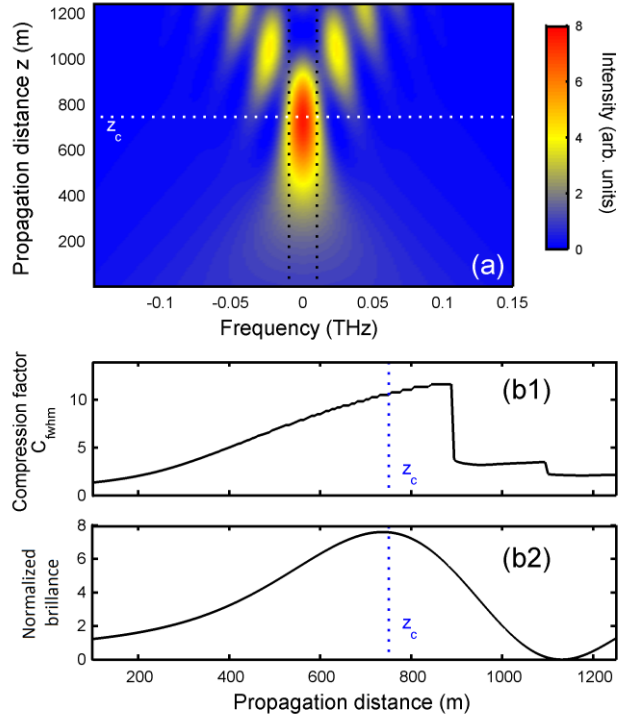 1200
1000
800
600
400
200
Propagation distance z (m)
z_c
(a)
-0.1 -0.05 0 0.05 0.1 0.15
Frequency (THz)
8
6
4
2
0
Intensity (arb. units)
Compression factor
C_fwhm
10
5
0
(b1)
z_c
Normalized
brillance
8
6
4
2
0
(b2)
z_c
200 400 600 800 1000 1200
Propagation distance (m)